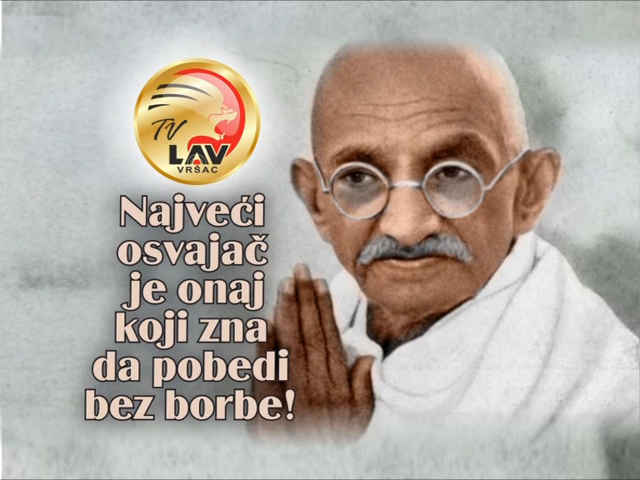 TV
LAV
VRŠAC
Najveći
osvajač
je onaj
koji zna
da pobedi
bez borbe!